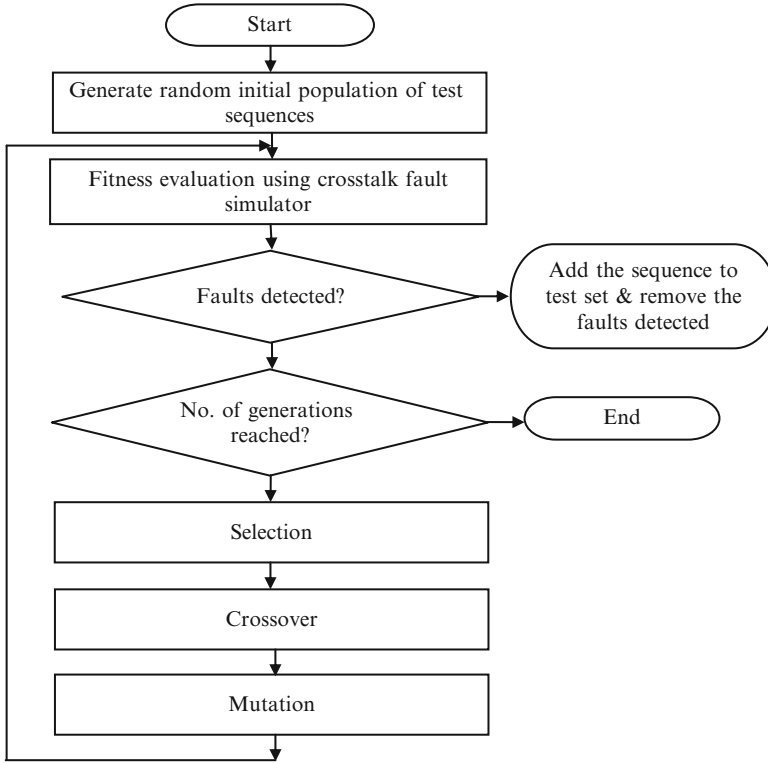 Start
Generate random initial population of test
sequences
Fitness evaluation using crosstalk fault
simulator
Faults detected?
Add the sequence to
test set & remove the
faults detected
No. of generations
reached?
End
Selection
Crossover
Mutation